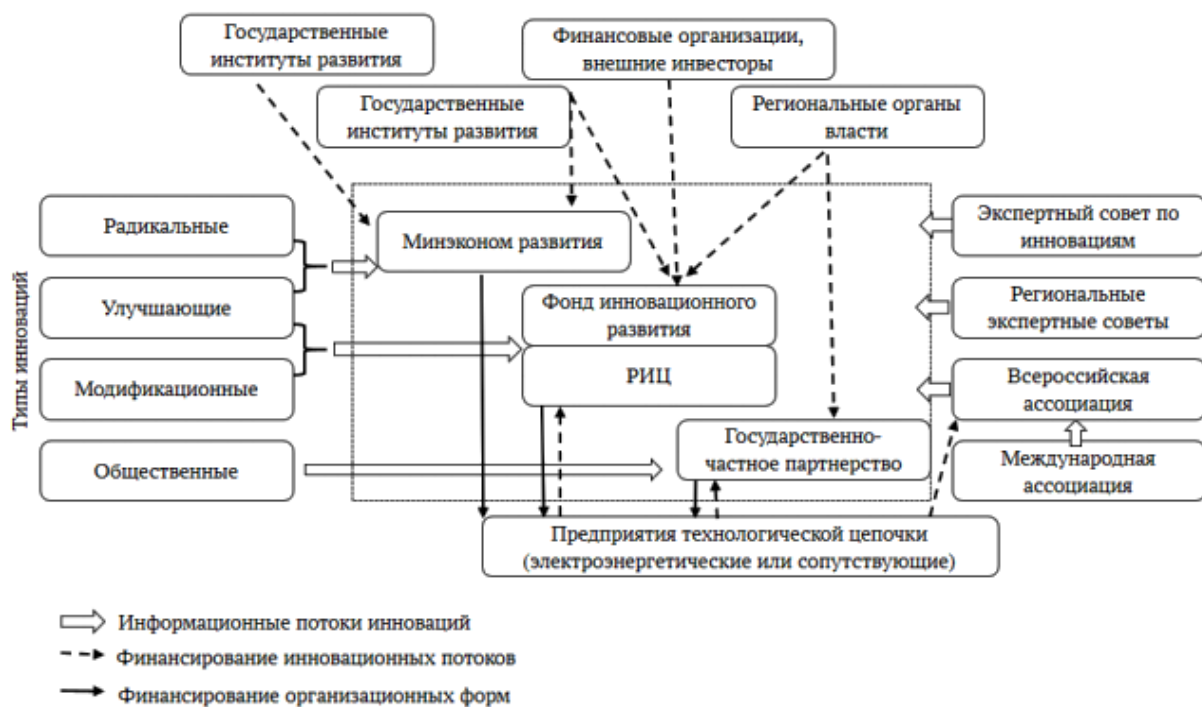 Государственные
институты развития
Финансовые организации,
внешние инвесторы
Государственные
институты развития
Региональные органы
власти
Типы инноваций
Радикальные
Улучшающие
Модификационные
Общественные
Минэконом развития
Фонд инновационного
развития
РИЦ
Государственно-
частное партнерство
Экспертный совет по
инновациям
Региональные
экспертные советы
Всероссийская
ассоциация
Международная
ассоциация
Предприятия технологической цепочки
(электроэнергетические или сопутствующие)
Информационные потоки инноваций
Финансирование инновационных потоков
Финансирование организационных форм